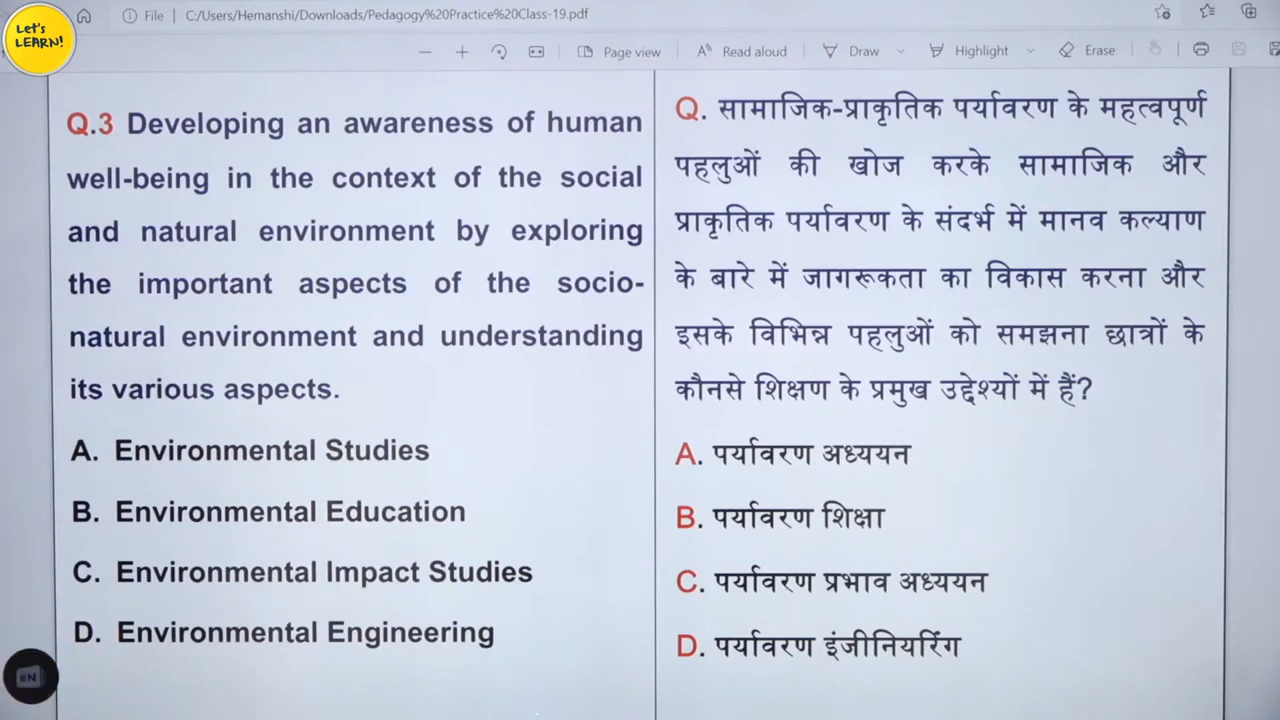 Let's
LEARN!
File
C:/Users/Hemanshi/Downloads/Pedagogy%20Practice%20Class-19.pdf
Page view
Read aloud
Draw
Highlight
Erase
Q.3 Developing an awareness of human
well-being in the context of the social
and natural environment by exploring
the important aspects of the socio-
natural environment and understanding
its various aspects.
A. Environmental Studies
B. Environmental Education
C. Environmental Impact Studies
D. Environmental Engineering
EN
Q. सामाजिक-प्राकृतिक पर्यावरण के महत्वपूर्ण
पहलुओं की खोज करके सामाजिक और
प्राकृतिक पर्यावरण के संदर्भ में मानव कल्याण
के बारे में जागरूकता का विकास करना और
इसके विभिन्न पहलुओं को समझना छात्रों के
कौनसे शिक्षण के प्रमुख उद्देश्यों में हैं?
A. पर्यावरण अध्ययन
B. पर्यावरण शिक्षा
C. पर्यावरण प्रभाव अध्ययन
D. पर्यावरण इंजीनियरिंग